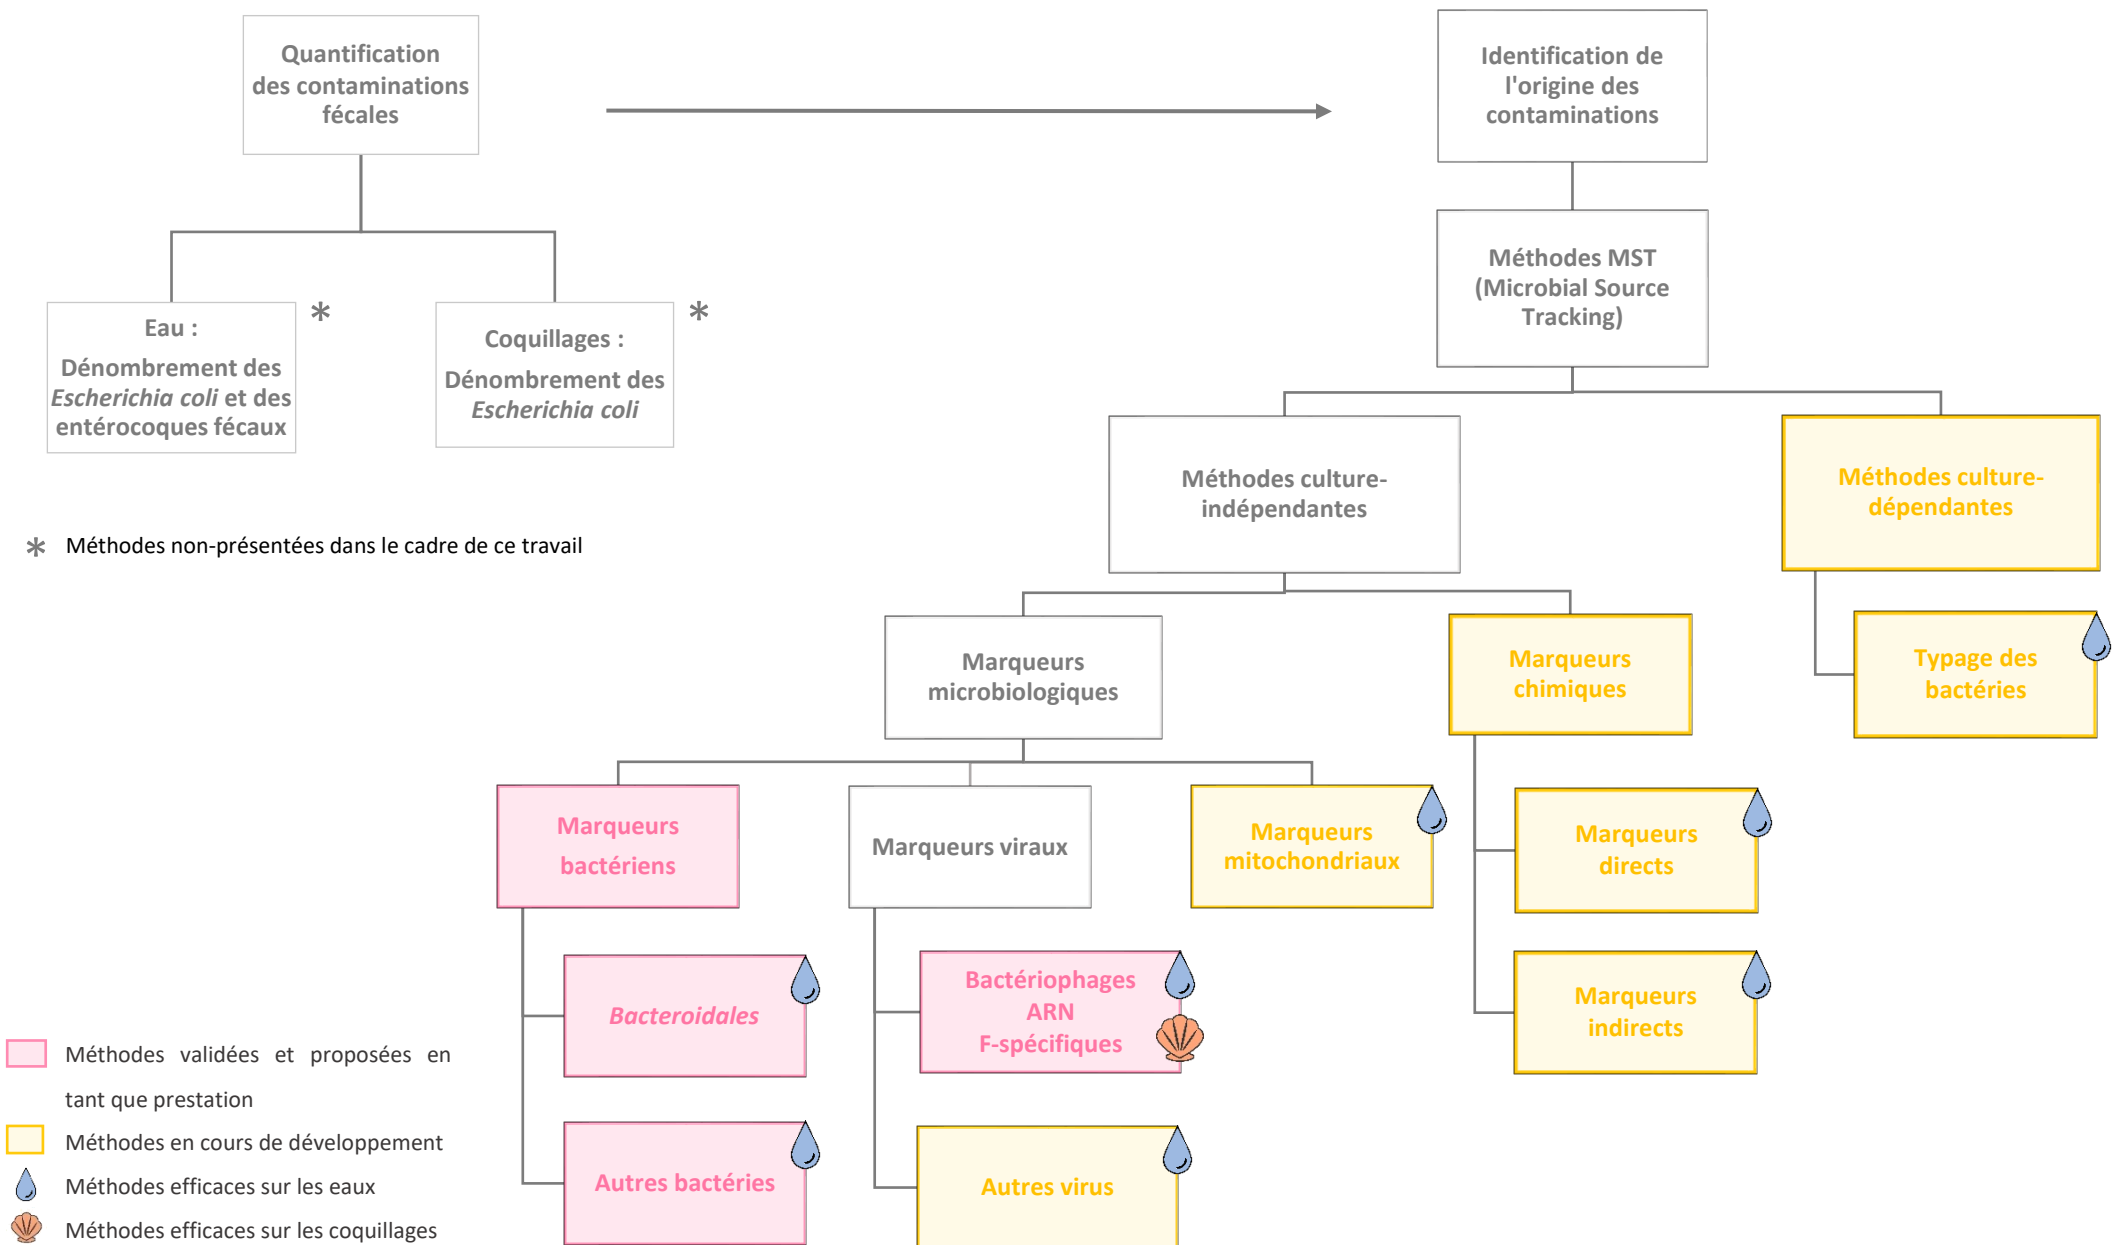 Quantification
des contaminations
fécales
Identification de
l'origine des
contaminations
Méthodes MST
(Microbial Source
Tracking)
Eau :
Dénombrement des
Escherichia coli et des
entérocoques fécaux
*
Coquillages :
Dénombrement des
Escherichia coli
*
Méthodes culture-
indépendantes
Méthodes culture-
dépendantes
* Méthodes non-présentées dans le cadre de ce travail
Marqueurs
microbiologiques
Marqueurs
chimiques
Typage des
bactéries
Marqueurs
bactériens
Marqueurs viraux
Marqueurs
mitochondriaux
Marqueurs
directs
Bacteroidales
Bactériophages
ARN
F-spécifiques
Marqueurs
indirects
Autres bactéries
Autres virus
Méthodes validées et proposées en
tant que prestation
Méthodes en cours de développement
Méthodes efficaces sur les eaux
Méthodes efficaces sur les coquillages